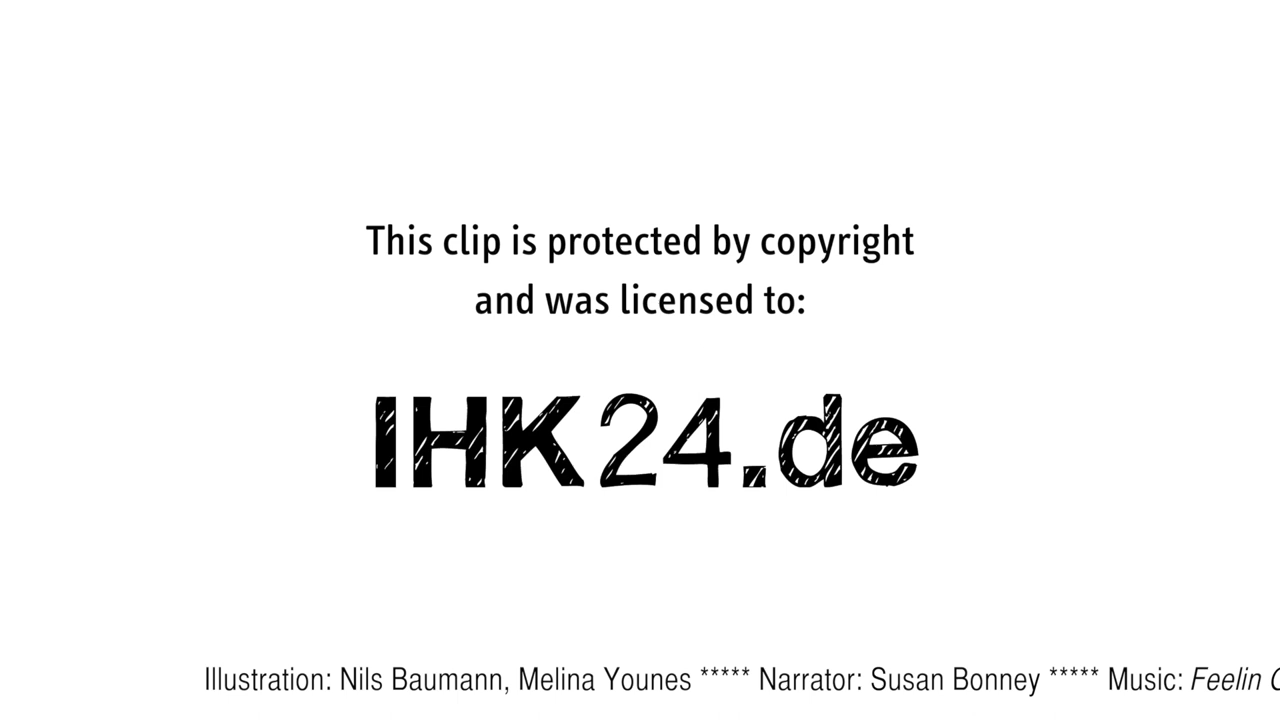 This clip is protected by copyright
and was licensed to:
IHK24.de
Illustration: Nils Baumann, Melina Younes ***** Narrator: Susan Bonney ***** Music: Feelin